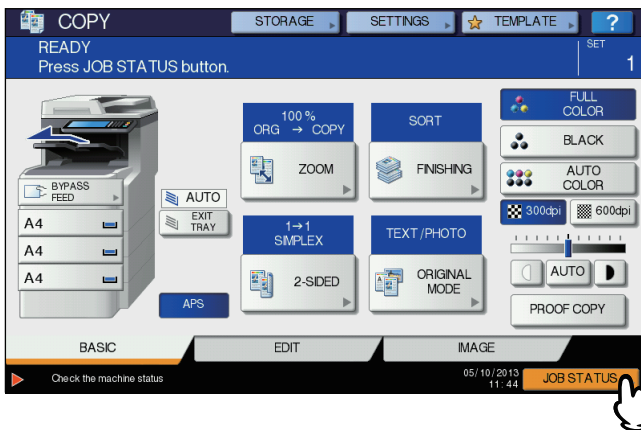 COPY
STORAGE
SETTINGS
TEMPLATE
?
READY
SET
Press JOB STATUS button.
1
100 %
ORG → COPY
ZOOM
SORT
FINISHING
FULL
COLOR
BLACK
AUTO
COLOR
300dpi
600dpi
BYPASS
FEED
AUTO
EXIT
TRAY
A4
A4
A4
APS
1→1
SIMPLEX
2-SIDED
TEXT/PHOTO
ORIGINAL
MODE
AUTO
PROOF COPY
BASIC
EDIT
IMAGE
Check the machine status
05/10/2013
11:44
JOB STATUS